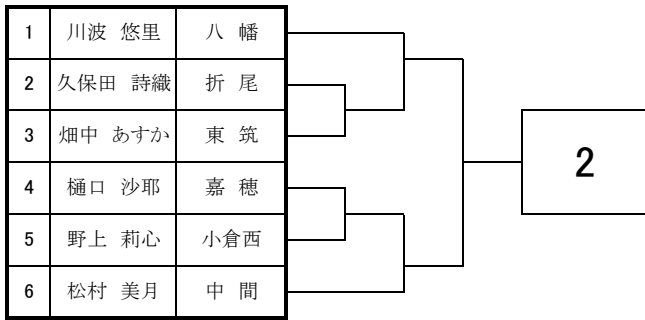 1 川波 悠里 八 幡
2 久保田 詩織 折 尾
3 畑中 あすか 東 筑
4 樋口 沙耶 嘉 穂
5 野上 莉心 小倉西
6 松村 美月 中 間
2